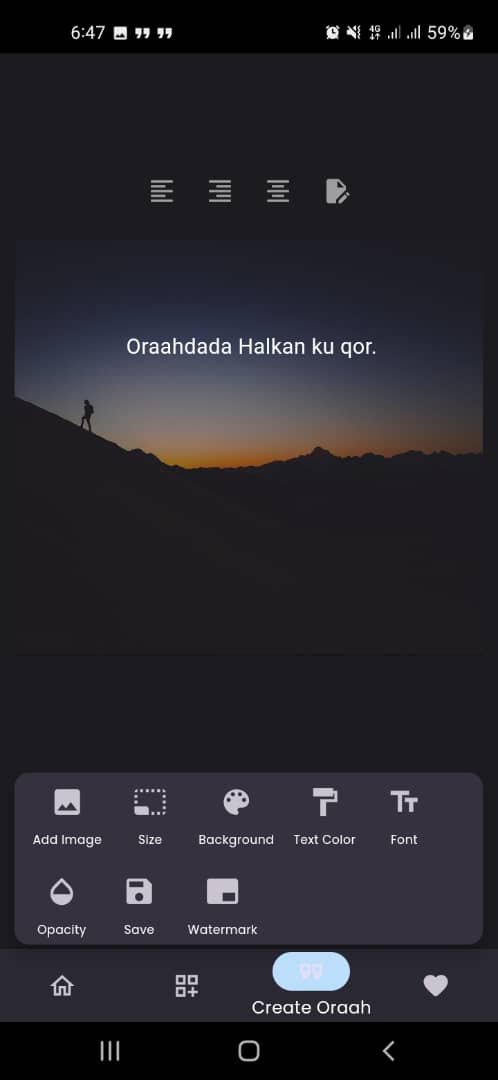 6:47 4G 59%
Oraahdada Halkan ku qor.
Add Image Size Background Text Color Font
Opacity Save Watermark
Create Oraah